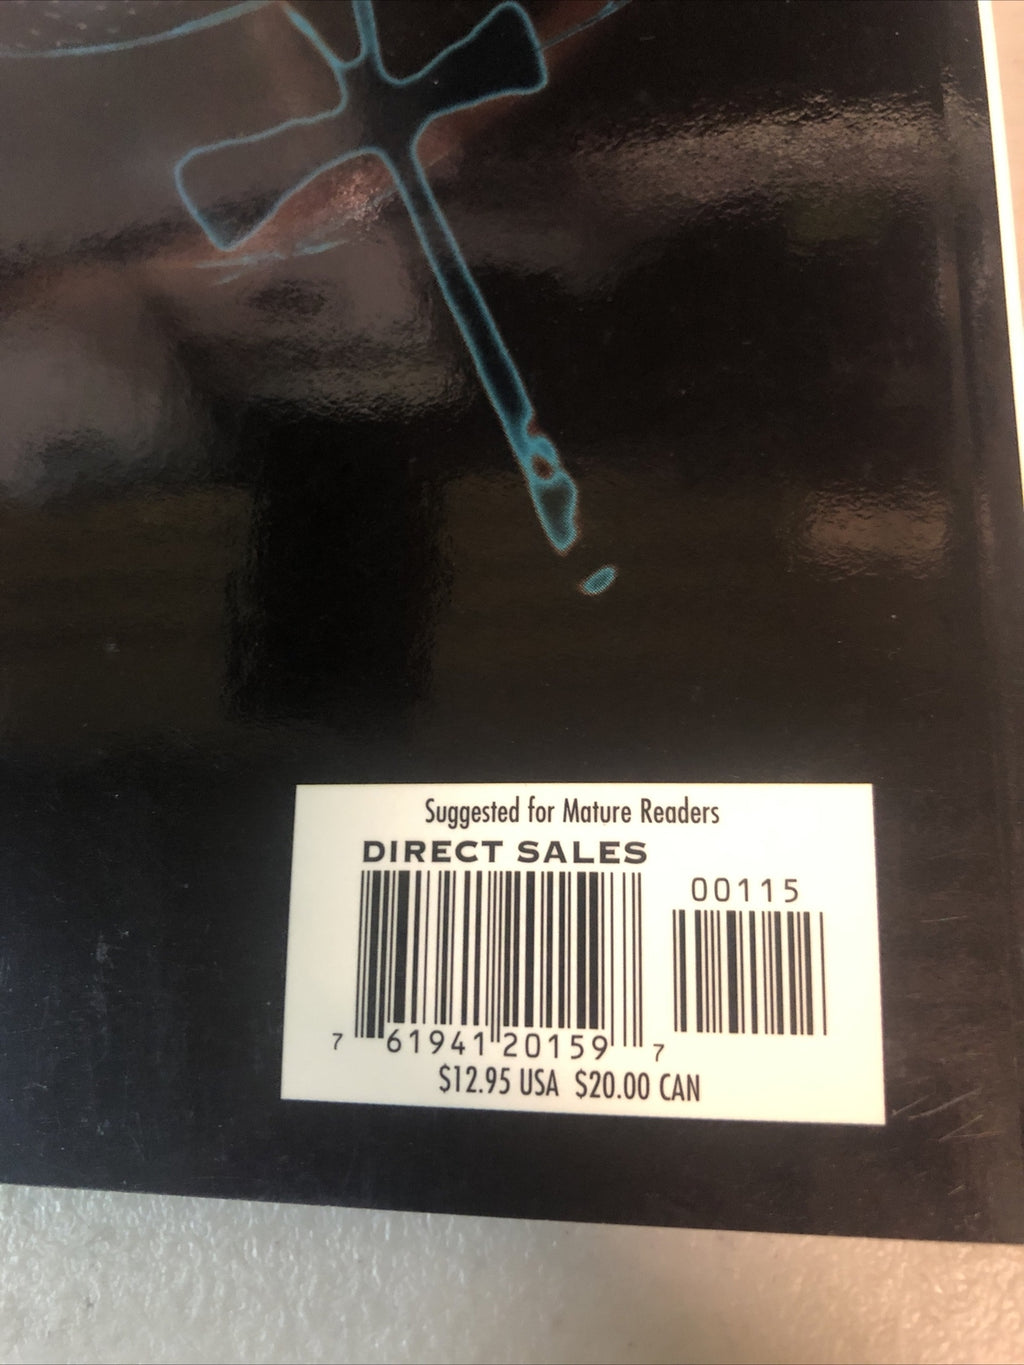 Suggested for Mature Readers
DIRECT SALES
00115
7 61941 20159 7
$12.95 USA $20.00 CAN